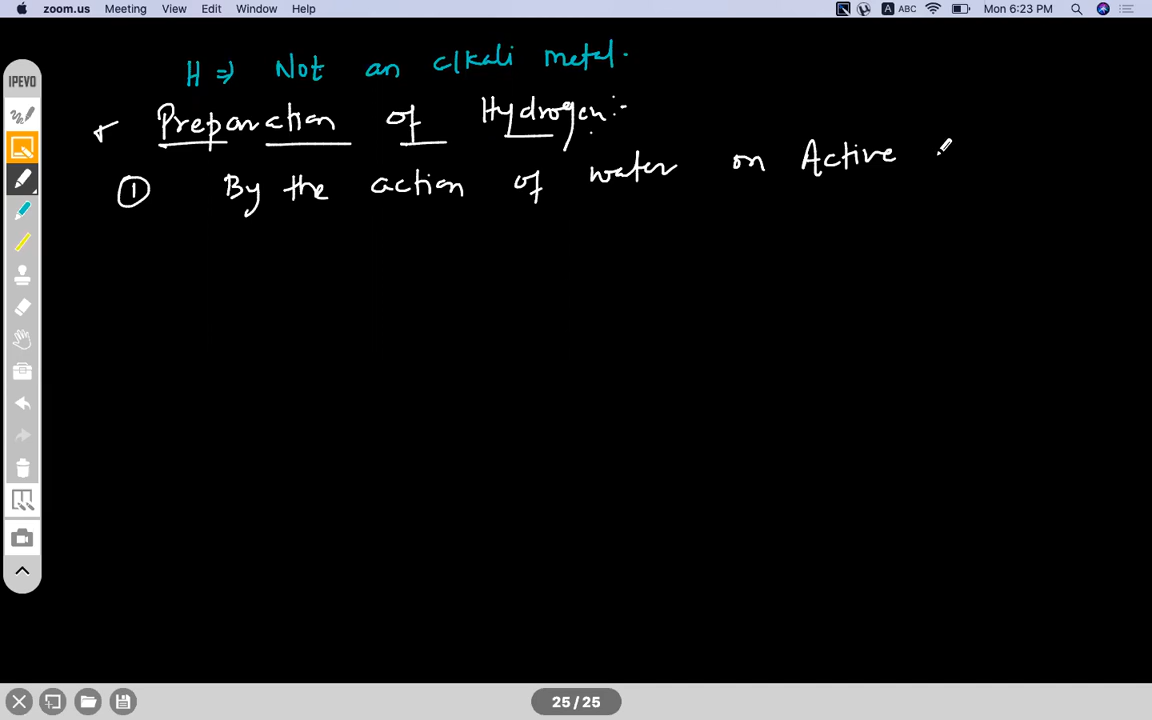 zoom.us Meeting View Edit Window Help A ABC Mon 6:23 PM
IPEVO
H ⇒ Not an alkali metal.
Preparation of Hydrogen:-
① By the action of water on Active
25 / 25